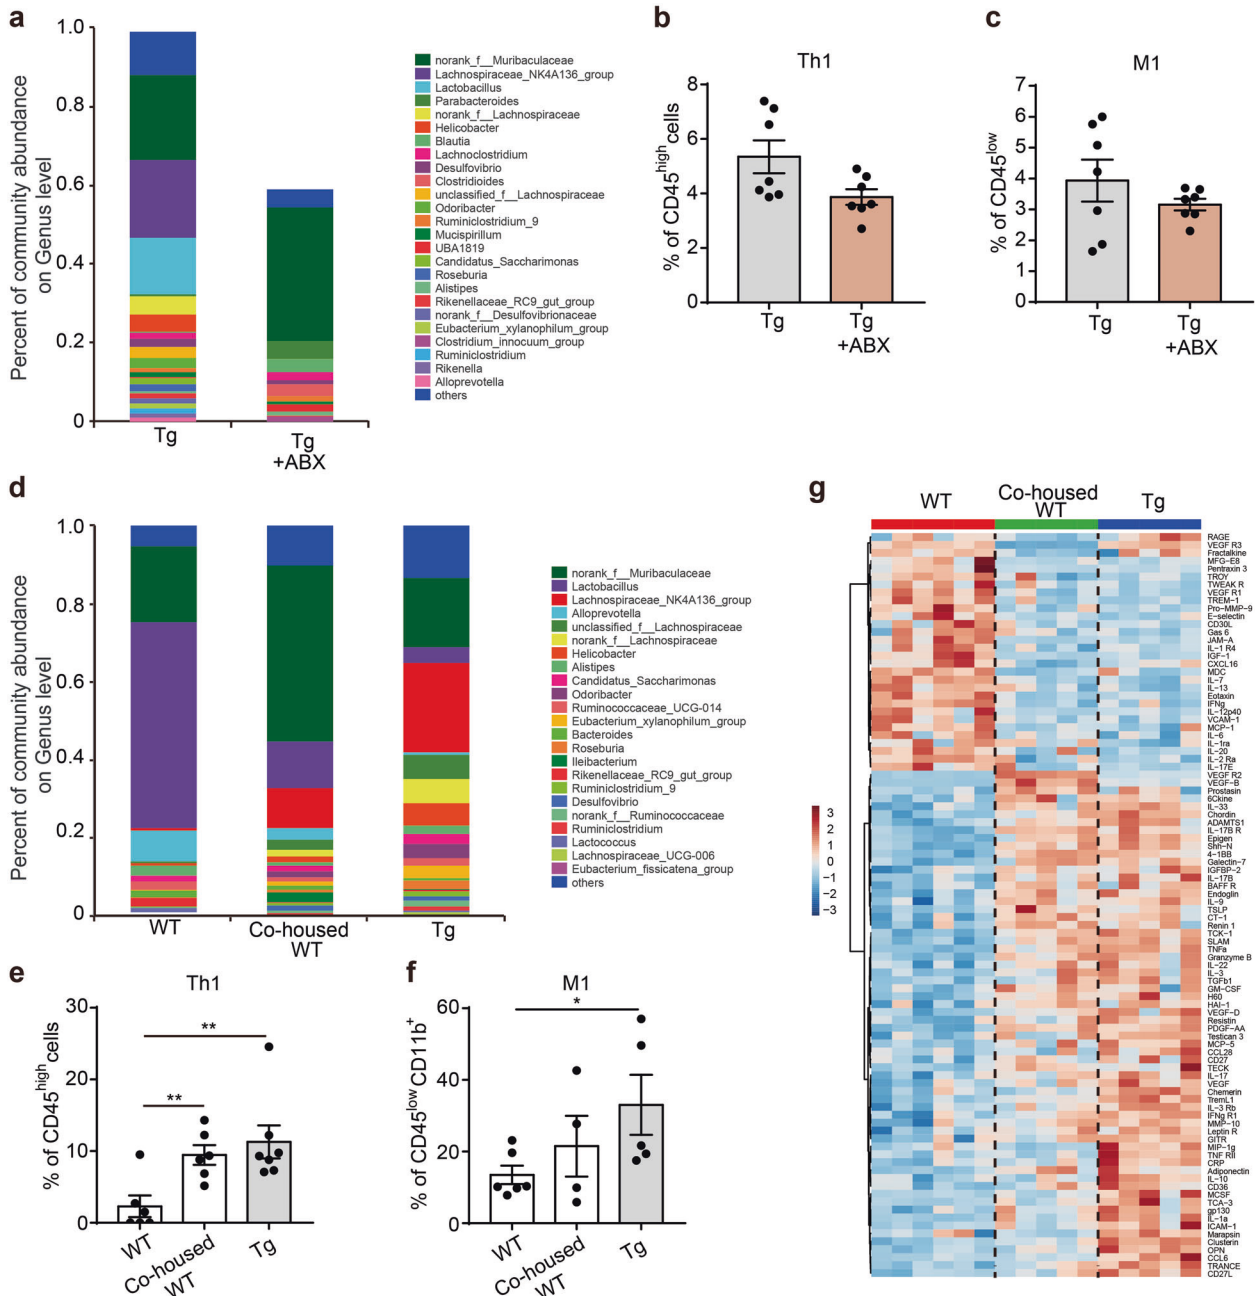 a
Percent of community abundance
on Genus level
1.0
0.8
0.6
0.4
0.2
0
Tg
Tg
+ABX
norank_f__Muribaculaceae
Lachnospiraceae_NK4A136_group
Lactobacillus
Parabacteroides
norank_f__Lachnospiraceae
Helicobacter
Blautia
Lachnoclostridium
Desulfovibrio
Clostridioides
unclassified_f__Lachnospiraceae
Odoribacter
Ruminiclostridium_9
Mucispirillum
UBA1819
Candidatus_Saccharimonas
Roseburia
Alistipes
Rikenellaceae_RC9_gut_group
norank_f__Desulfovibrionaceae
Eubacterium_xylanophilum_group
Clostridium_innocuum_group
Ruminiclostridium
Rikenella
Alloprevotella
others
b
Th1
% of CD45high cells
8
6
4
2
0
Tg
Tg
+ABX
c
M1
% of CD45low
7
6
5
4
3
2
1
0
Tg
Tg
+ABX
d
Percent of community abundance
on Genus level
1.0
0.8
0.6
0.4
0.2
0
WT
Co-housed
WT
Tg
norank_f__Muribaculaceae
Lactobacillus
Lachnospiraceae_NK4A136_group
Alloprevotella
unclassified_f__Lachnospiraceae
norank_f__Lachnospiraceae
Helicobacter
Alistipes
Candidatus_Saccharimonas
Odoribacter
Ruminococcaceae_UCG-014
Eubacterium_xylanophilum_group
Bacteroides
Roseburia
Ileibacterium
Rikenellaceae_RC9_gut_group
Ruminiclostridium_9
Desulfovibrio
norank_f__Ruminococcaceae
Ruminiclostridium
Lactococcus
Lachnospiraceae_UCG-006
Eubacterium_fissicatena_group
others
e
Th1
% of CD45high cells
30
20
10
0
**
**
WT
Co-housed
WT
Tg
f
M1
% of CD45low CD11b+
60
40
20
0
*
WT
Co-housed
WT
Tg
g
WT
Co-housed
WT
Tg
3
2
1
0
−1
−2
−3
RAGE
VEGF R3
Fractalkine
MFG-E8
Pentraxin 3
TROY
TWEAK R
VEGF R1
TREM-1
Pro-MMP-9
E-selectin
CD30L
Gas 6
JAM-A
IL-1 R4
IGF-1
CXCL16
MDC
IL-7
IL-13
Eotaxin
IFNg
IL-12p40
VCAM-1
MCP-1
IL-6
IL-1ra
IL-20
IL-2 Ra
IL-17E
VEGF R2
VEGF-B
Prostasin
6Ckine
IL-33
Chordin
ADAMTS1
IL-17B R
Epigen
Shh-N
4-1BB
Galectin-7
IGFBP-2
IL-17B
BAFF R
Endoglin
IL-9
TSLP
CT-1
Renin 1
TCK-1
SLAM
TNFa
Granzyme B
IL-22
IL-3
TGFb1
GM-CSF
H60
HAI-1
VEGF-D
Resistin
PDGF-AA
Testican 3
MCP-5
CCL28
CD27
TECK
IL-17
VEGF
Chemerin
TremL1
IL-3 Rb
IFNg R1
MMP-10
Leptin R
GITR
MIP-1g
TNF RII
CRP
Adiponectin
IL-10
CD36
MCSF
TCA-3
gp130
IL-1a
ICAM-1
Marapsin
Clusterin
OPN
CCL6
TRANCE
CD27L